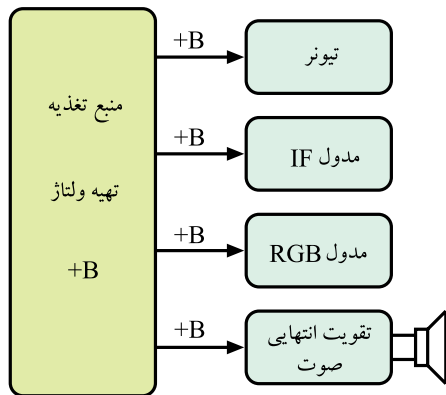 منبع تغذیه
تهیه ولتاژ
+B
+B
تیونر
+B
مدول IF
+B
مدول RGB
+B
تقویت انتهایی
صوت